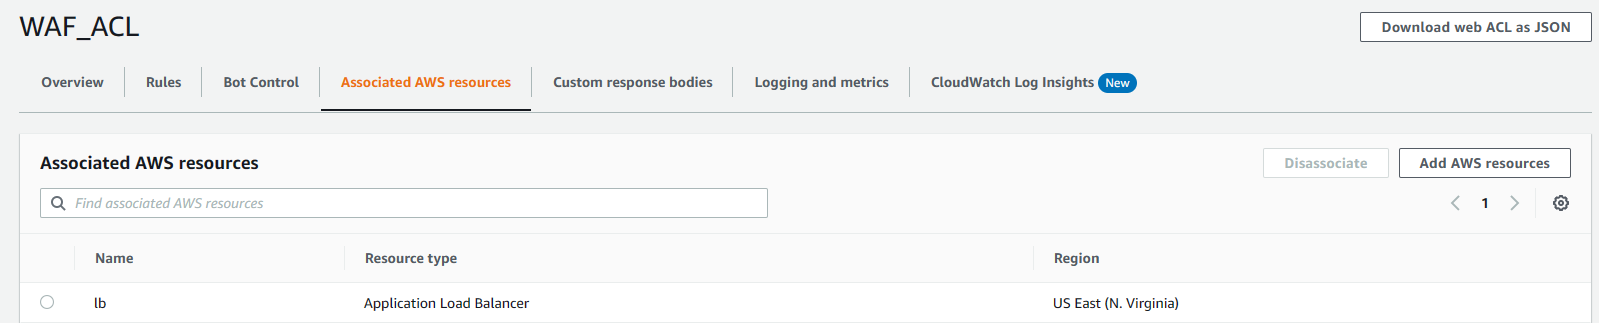 WAF_ACL
Download web ACL as JSON
Overview
Rules
Bot Control
Associated AWS resources
Custom response bodies
Logging and metrics
CloudWatch Log Insights New
Associated AWS resources
Disassociate
Add AWS resources
Find associated AWS resources
1
Name Resource type Region
lb Application Load Balancer US East (N. Virginia)